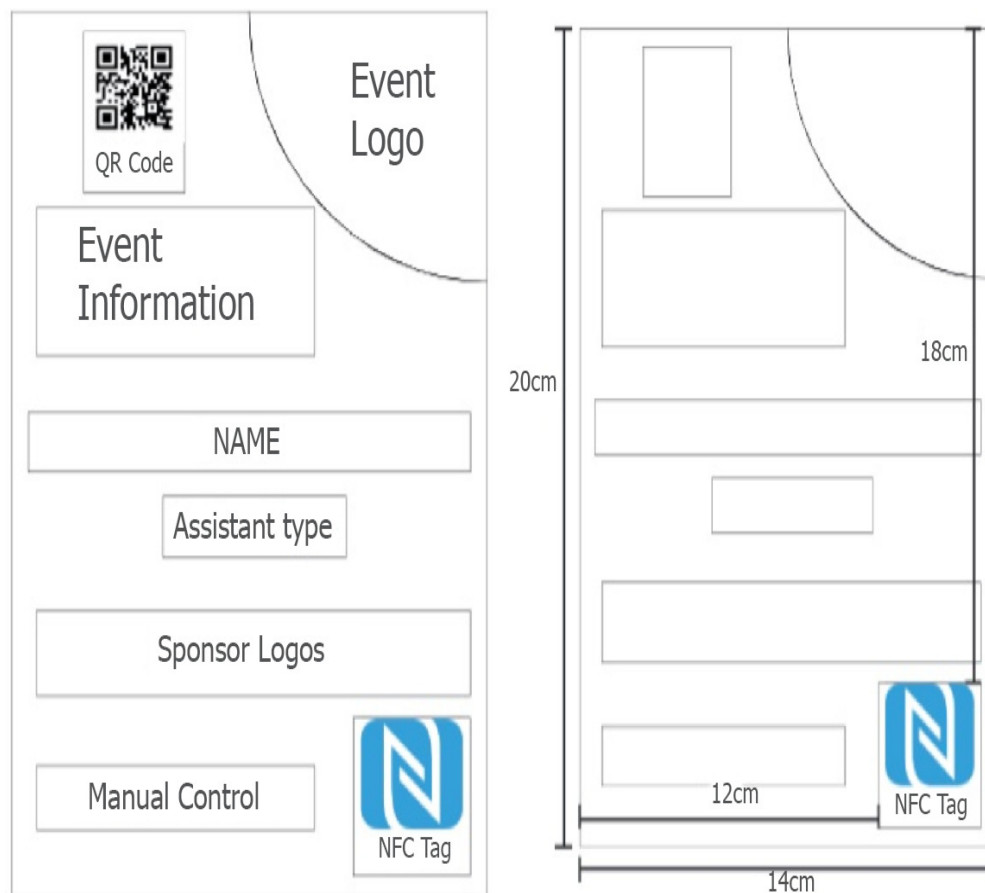 QR Code
Event
Logo
Event
Information
NAME
Assistant type
Sponsor Logos
Manual Control
NFC Tag
20cm
18cm
12cm
NFC Tag
14cm